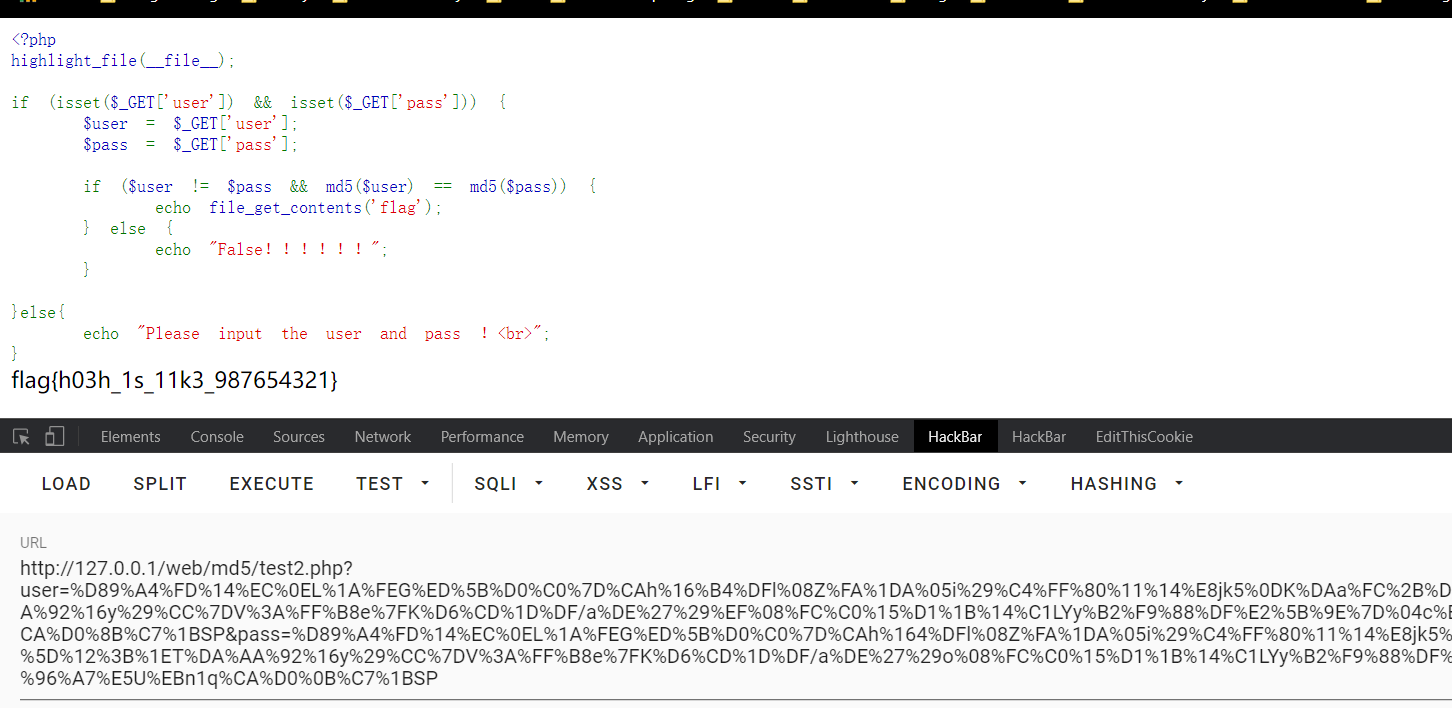 <?php
highlight_file(__file__);
if (isset($_GET['user']) && isset($_GET['pass'])) {
$user = $_GET['user'];
$pass = $_GET['pass'];
if ($user != $pass && md5($user) == md5($pass)) {
echo file_get_contents('flag');
} else {
echo "False！！！！！！";
}
}else{
echo "Please input the user and pass ！<br>";
}
flag{h03h_1s_11k3_987654321}
Elements Console Sources Network Performance Memory Application Security Lighthouse HackBar HackBar EditThisCookie
LOAD SPLIT EXECUTE TEST SQLI XSS LFI SSTI ENCODING HASHING
URL
http://127.0.0.1/web/md5/test2.php?
user=%D89%A4%FD%14%EC%0EL%1A%FEG%ED%5B%D0%C0%7D%CAh%16%B4%DFl%08Z%FA%1DA%05i%29%C4%FF%80%11%14%E8jk5%0DK%DAa%FC%2B%D
A%92%16y%29%CC%7DV%3A%FF%B8e%7FK%D6%CD%1D%DF/a%DE%27%29%EF%08%FC%C0%15%D1%1B%14%C1LYy%B2%F9%88%DF%E2%5B%9E%7D%04c%
CA%D0%8B%C7%1BSP&pass=%D89%A4%FD%14%EC%0EL%1A%FEG%ED%5B%D0%C0%7D%CAh%164%DFl%08Z%FA%1DA%05i%29%C4%FF%80%11%14%E8jk5%
%5D%12%3B%1ET%DA%AA%92%16y%29%CC%7DV%3A%FF%B8e%7FK%D6%CD%1D%DF/a%DE%27%29o%08%FC%C0%15%D1%1B%14%C1LYy%B2%F9%88%DF%
%96%A7%E5U%EBn1q%CA%D0%0B%C7%1BSP